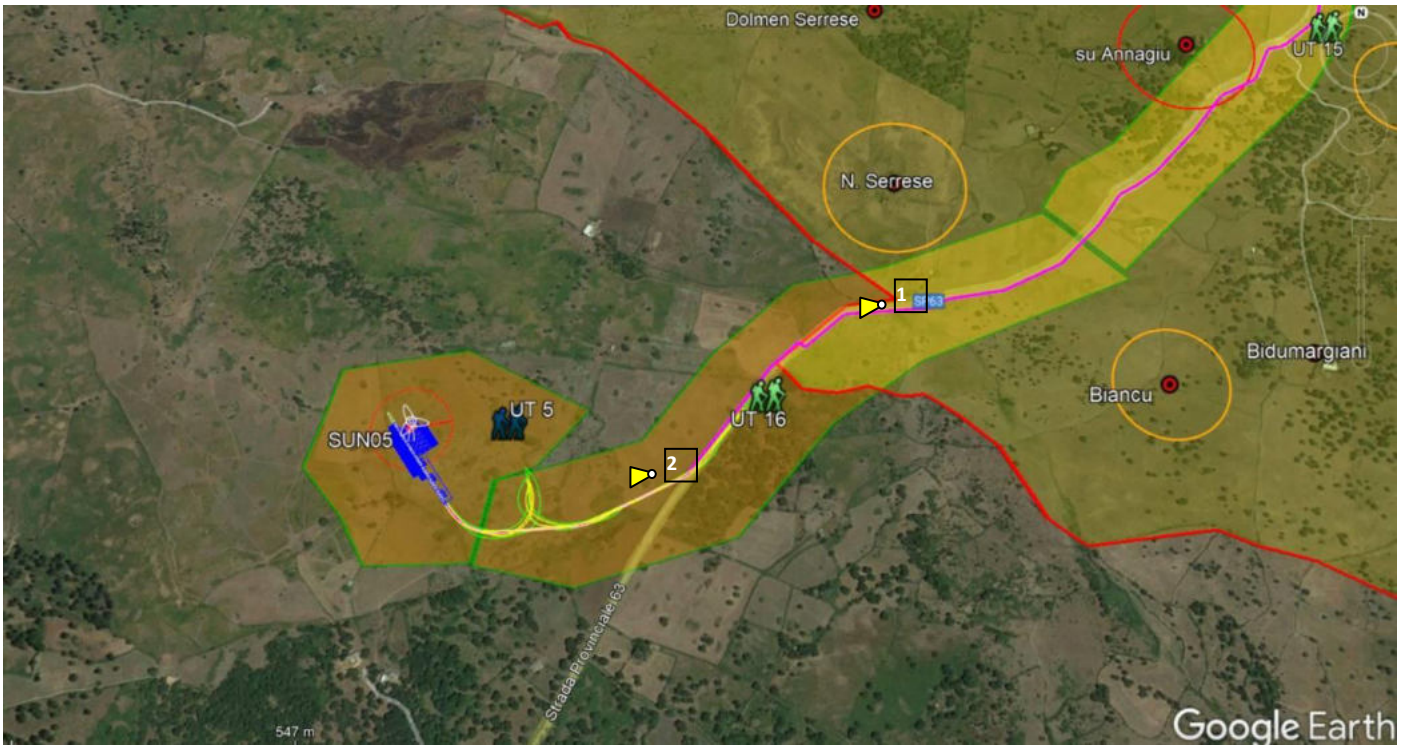 Dolmen Serrese
N
su Annagiu
UT 15
N. Serrese
1
SP63
Bidumargiani
Biancu
UT 5
UT 16
SUN05
2
Strada Provinciale 63
547 m
Google Earth